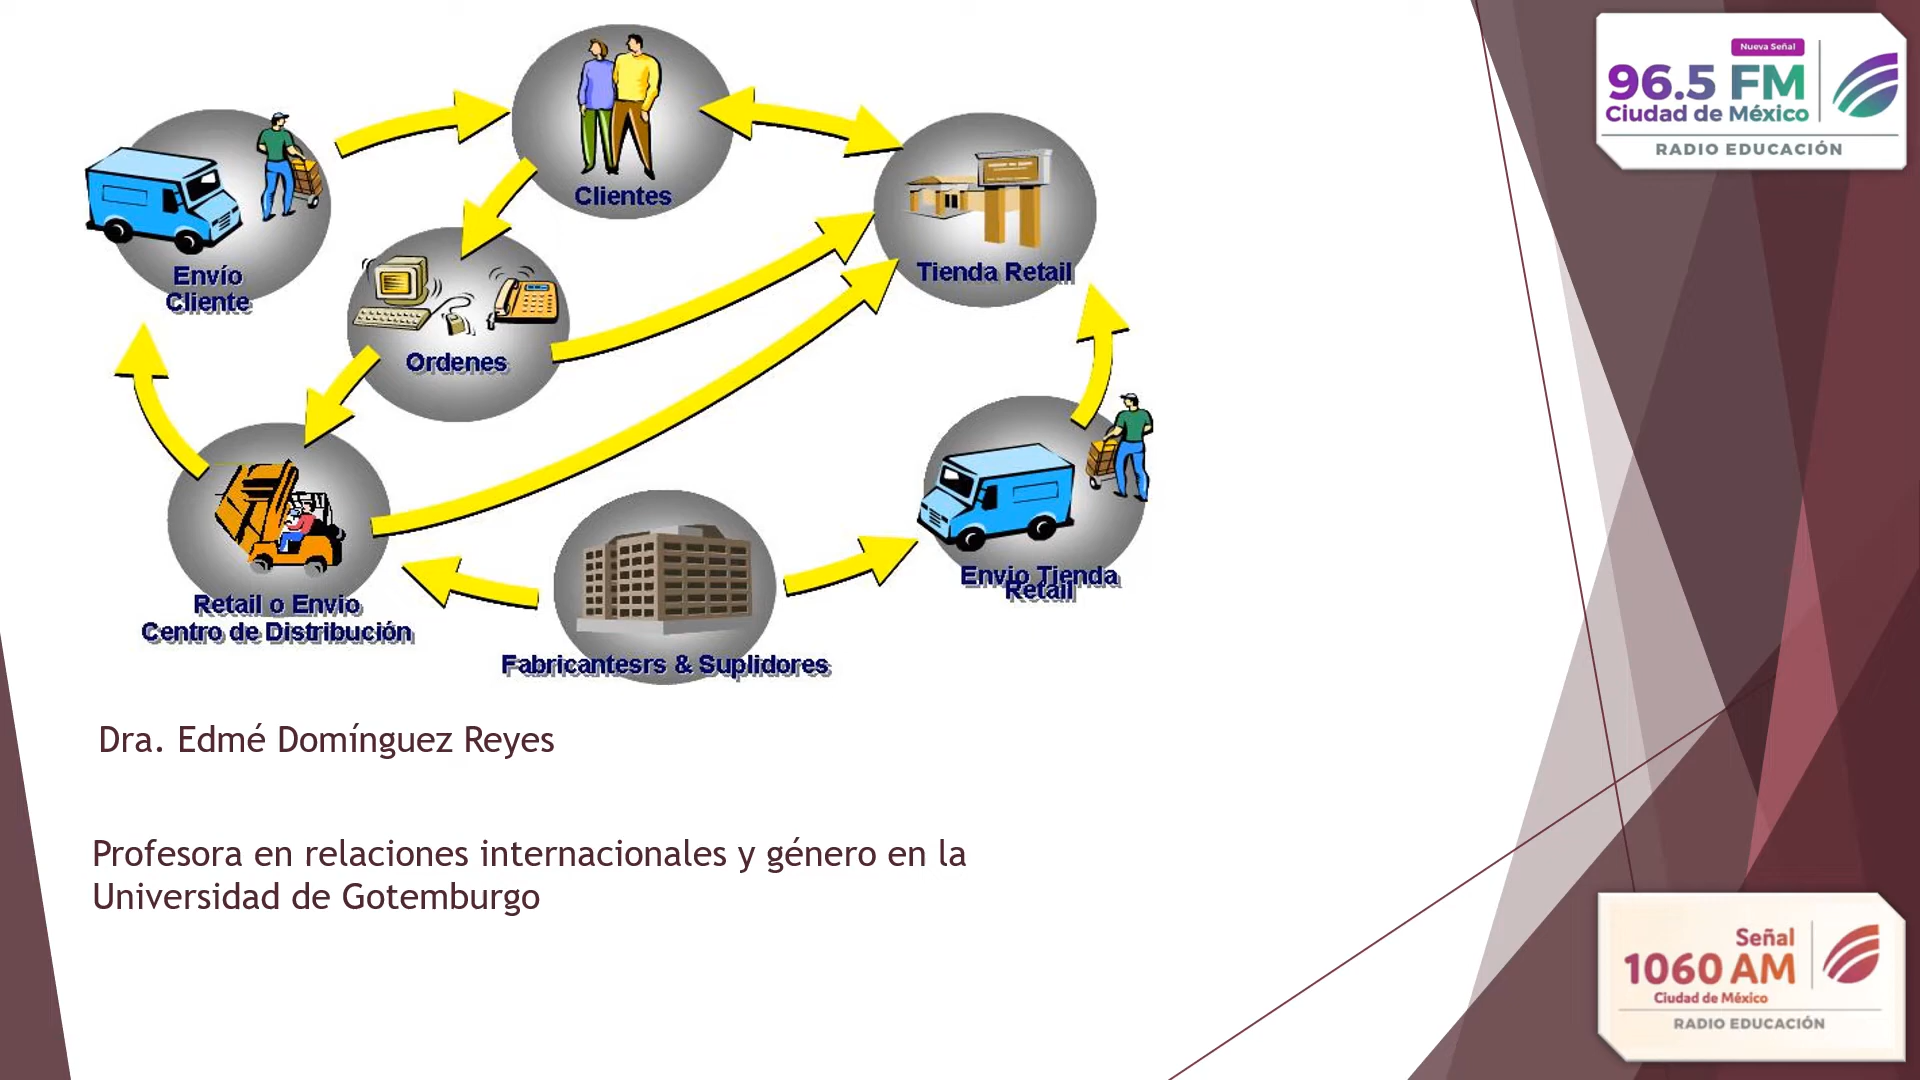 Clientes
Envío
Cliente
Tienda Retail
Ordenes
Envio Tienda
Retail
Retail o Envio
Centro de Distribución
Fabricantesrs & Suplidores
Dra. Edmé Domínguez Reyes
Profesora en relaciones internacionales y género en la
Universidad de Gotemburgo
Nueva Señal
96.5 FM
Ciudad de México
RADIO EDUCACIÓN
Señal
1060 AM
Ciudad de México
RADIO EDUCACIÓN